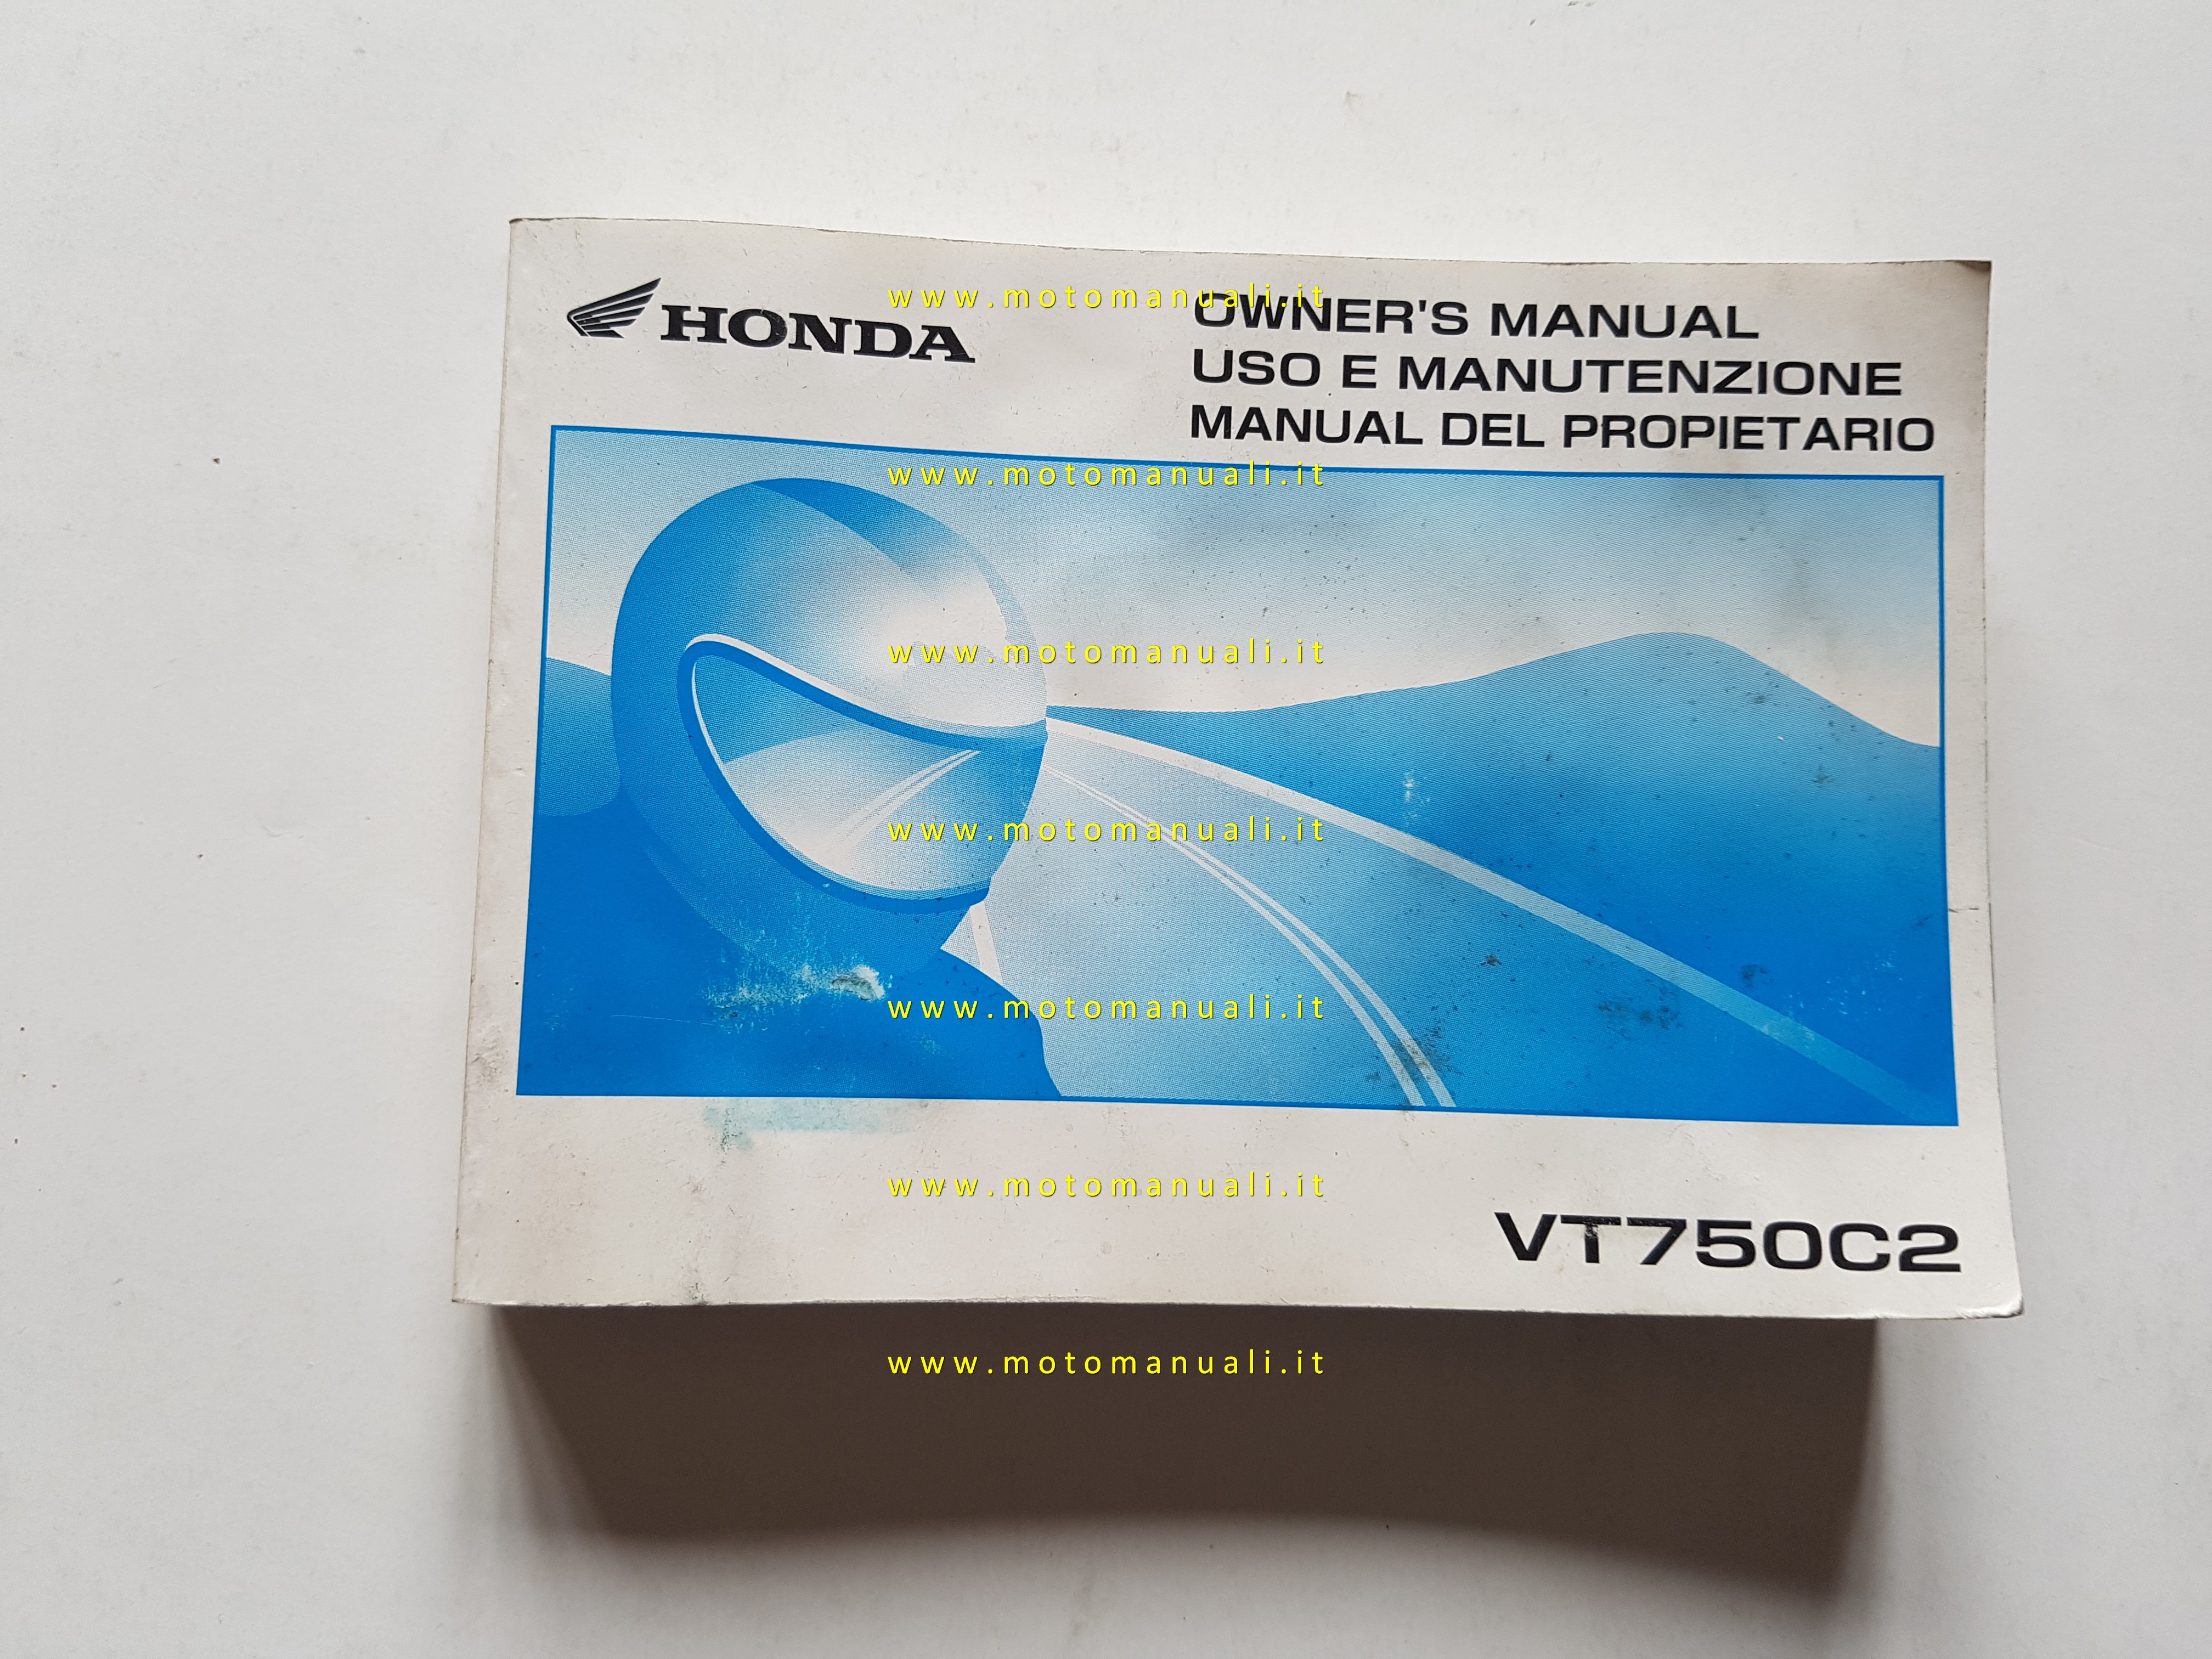 HONDA
www.motomanuali.it
OWNER'S MANUAL
USO E MANUTENZIONE
MANUAL DEL PROPIETARIO
www.motomanuali.it
www.motomanuali.it
www.motomanuali.it
www.motomanuali.it
www.motomanuali.it
VT750C2
www.motomanuali.it